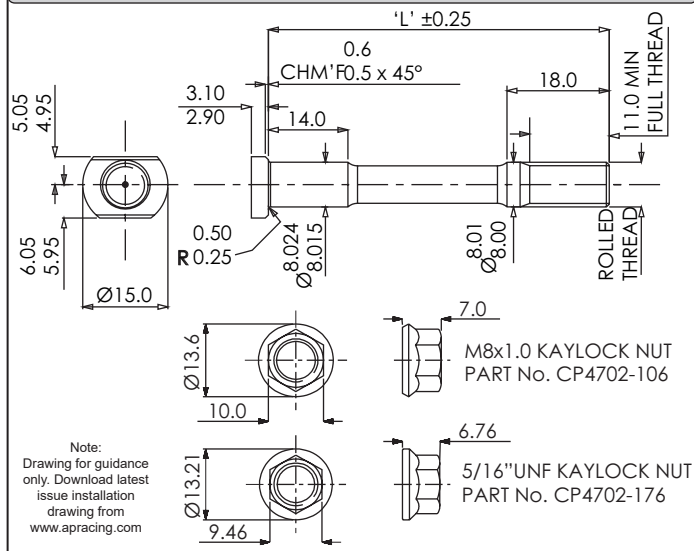 ‘L’ ±0.25
0.6
CHM’F0.5 x 45°
18.0
11.0 MIN
FULL THREAD
3.10
2.90
14.0
5.05
4.95
6.05
5.95
Ø15.0
0.50
R 0.25
Ø8.024
8.015
Ø8.01
8.00
ROLLED
THREAD
Ø13.6
10.0
7.0
M8x1.0 KAYLOCK NUT
PART No. CP4702-106
Ø13.21
9.46
6.76
5/16”UNF KAYLOCK NUT
PART No. CP4702-176
Note:
Drawing for guidance
only. Download latest
issue installation
drawing from
www.apracing.com